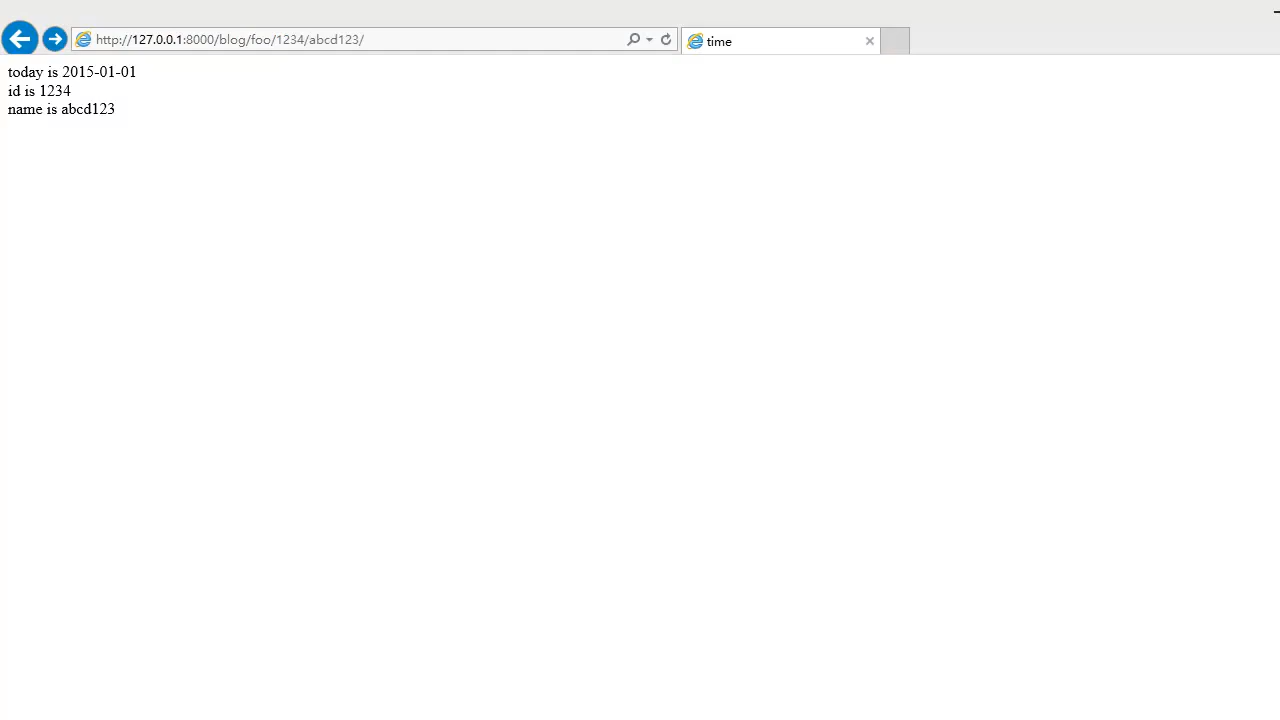 http://127.0.0.1:8000/blog/foo/1234/abcd123/
time
today is 2015-01-01
id is 1234
name is abcd123